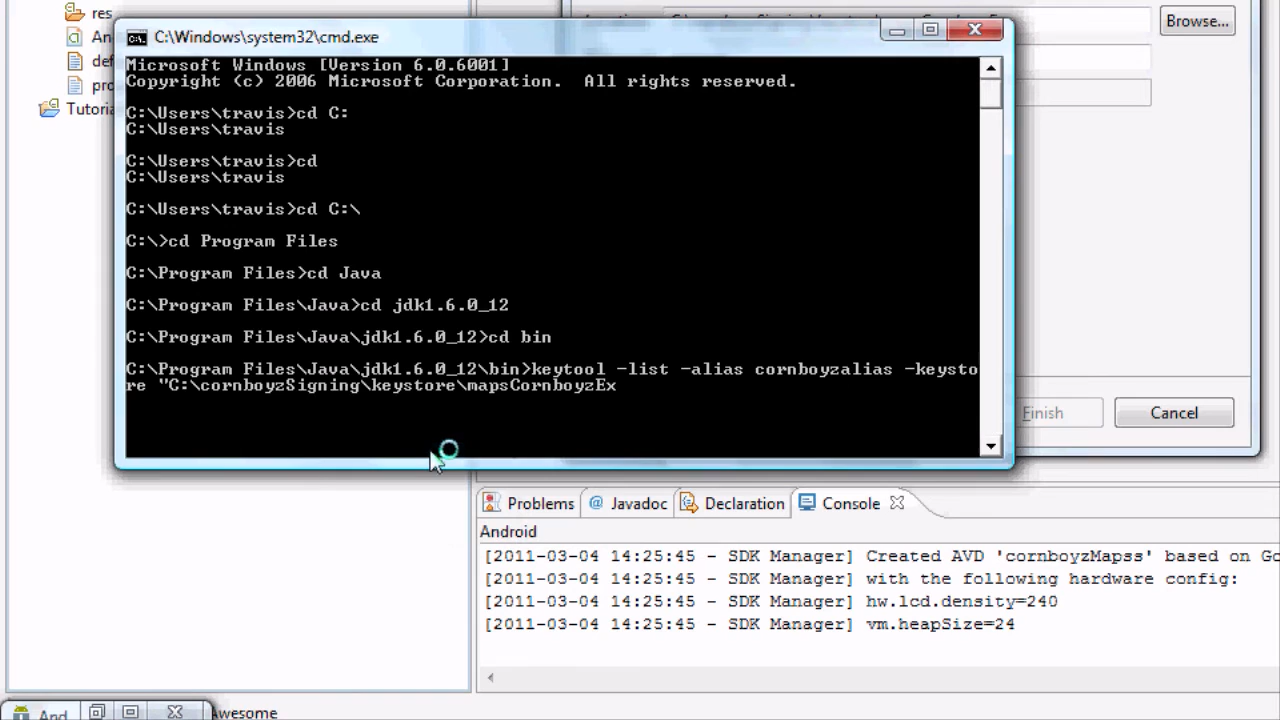 res
An
Browse...
C:\Windows\system32\cmd.exe
def
pro
Tutoria
Microsoft Windows [Version 6.0.6001]
Copyright (c) 2006 Microsoft Corporation.  All rights reserved.
C:\Users\travis>cd C:
C:\Users\travis
C:\Users\travis>cd
C:\Users\travis
C:\Users\travis>cd C:\
C:\>cd Program Files
C:\Program Files>cd Java
C:\Program Files\Java>cd jdk1.6.0_12
C:\Program Files\Java\jdk1.6.0_12>cd bin
C:\Program Files\Java\jdk1.6.0_12\bin>keytool -list -alias cornboyzalias -keysto
re "C:\cornboyzSigning\keystore\mapsCornboyzEx
Finish
Cancel
Problems
@ Javadoc
Declaration
Console
Android
[2011-03-04 14:25:45 - SDK Manager] Created AVD 'cornboyzMapss' based on Go
[2011-03-04 14:25:45 - SDK Manager] with the following hardware config:
[2011-03-04 14:25:45 - SDK Manager] hw.lcd.density=240
[2011-03-04 14:25:45 - SDK Manager] vm.heapSize=24
And
Awesome